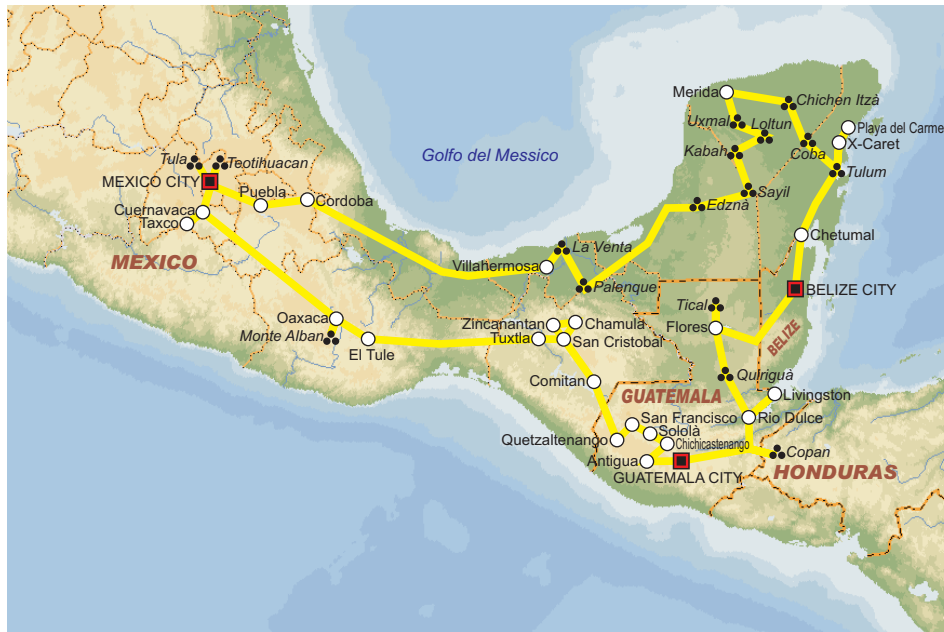 Merida
Chichen Itzà
Uxmal
Loltun
Playa del Carme
X-Caret
Kabah
Coba
Tulum
Golfo del Messico
Tula
Teotihuacan
MEXICO CITY
Puebla
Cordoba
Sayil
Edznà
Cuernavaca
Taxco
Chetumal
MEXICO
La Venta
Villahermosa
Palenque
BELIZE CITY
Tical
Oaxaca
Zincanantan
Chamula
Flores
BELIZE
Monte Alban
El Tule
Tuxtla
San Cristobal
Comitan
Quiriguà
GUATEMALA
Livingston
San Francisco
Rio Dulce
Sololà
Quetzaltenango
Chichicastenango
Copan
Antigua
GUATEMALA CITY
HONDURAS